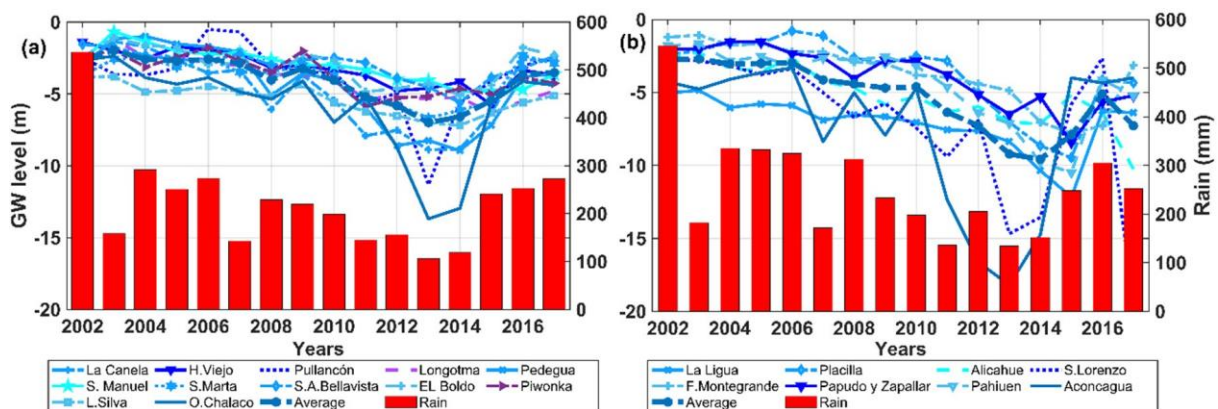 (a)
GW level (m)
0
-5
-10
-15
-20
600
500
400
300
200
100
0
2002 2004 2006 2008 2010 2012 2014 2016
Years
La Canela H.Viejo Pullancón Longotma Pedegua
S. Manuel S.Marta S.A.Bellavista EL Boldo Piwonka
L.Silva O.Chalaco Average Rain
(b)
0
-5
-10
-15
-20
600
500
400
300
200
100
0
Rain (mm)
2002 2004 2006 2008 2010 2012 2014 2016
Years
La Ligua Placilla Alicahue S.Lorenzo
F.Montegrande Papudo y Zapallar Pahiuen Aconcagua
Average Rain